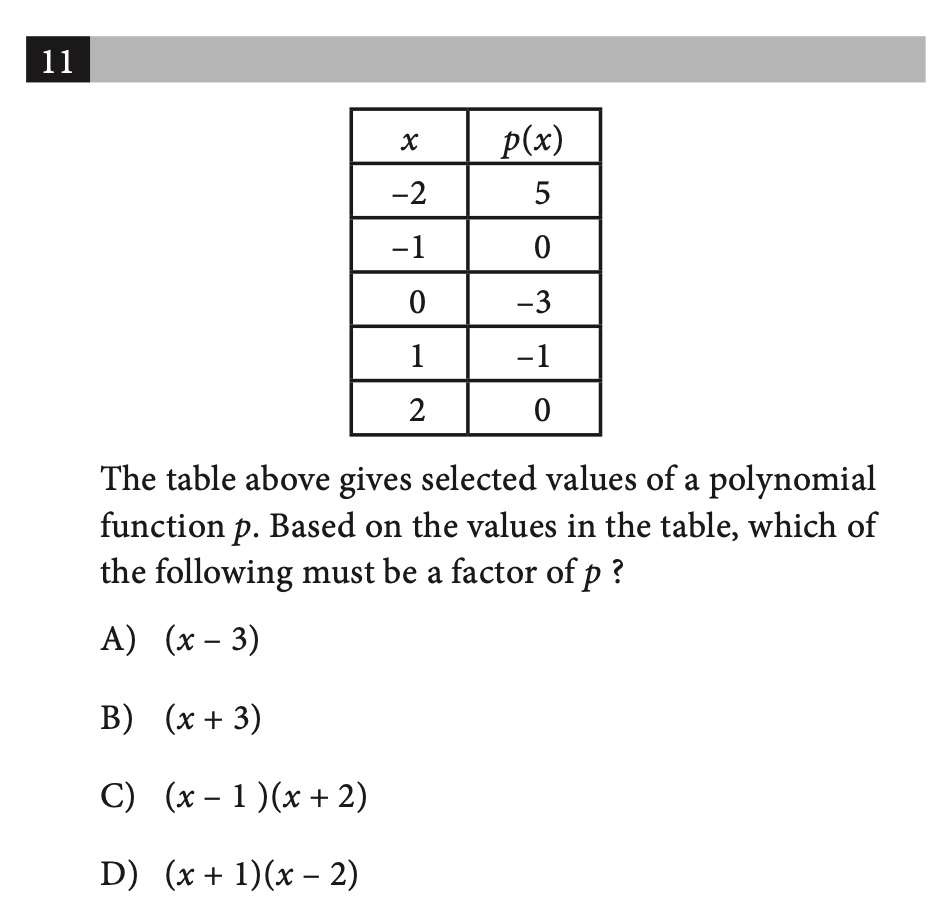 11
x p(x)
–2 5
–1 0
0 –3
1 –1
2 0
The table above gives selected values of a polynomial
function p. Based on the values in the table, which of
the following must be a factor of p ?
A) (x – 3)
B) (x + 3)
C) (x – 1 )(x + 2)
D) (x + 1)(x – 2)